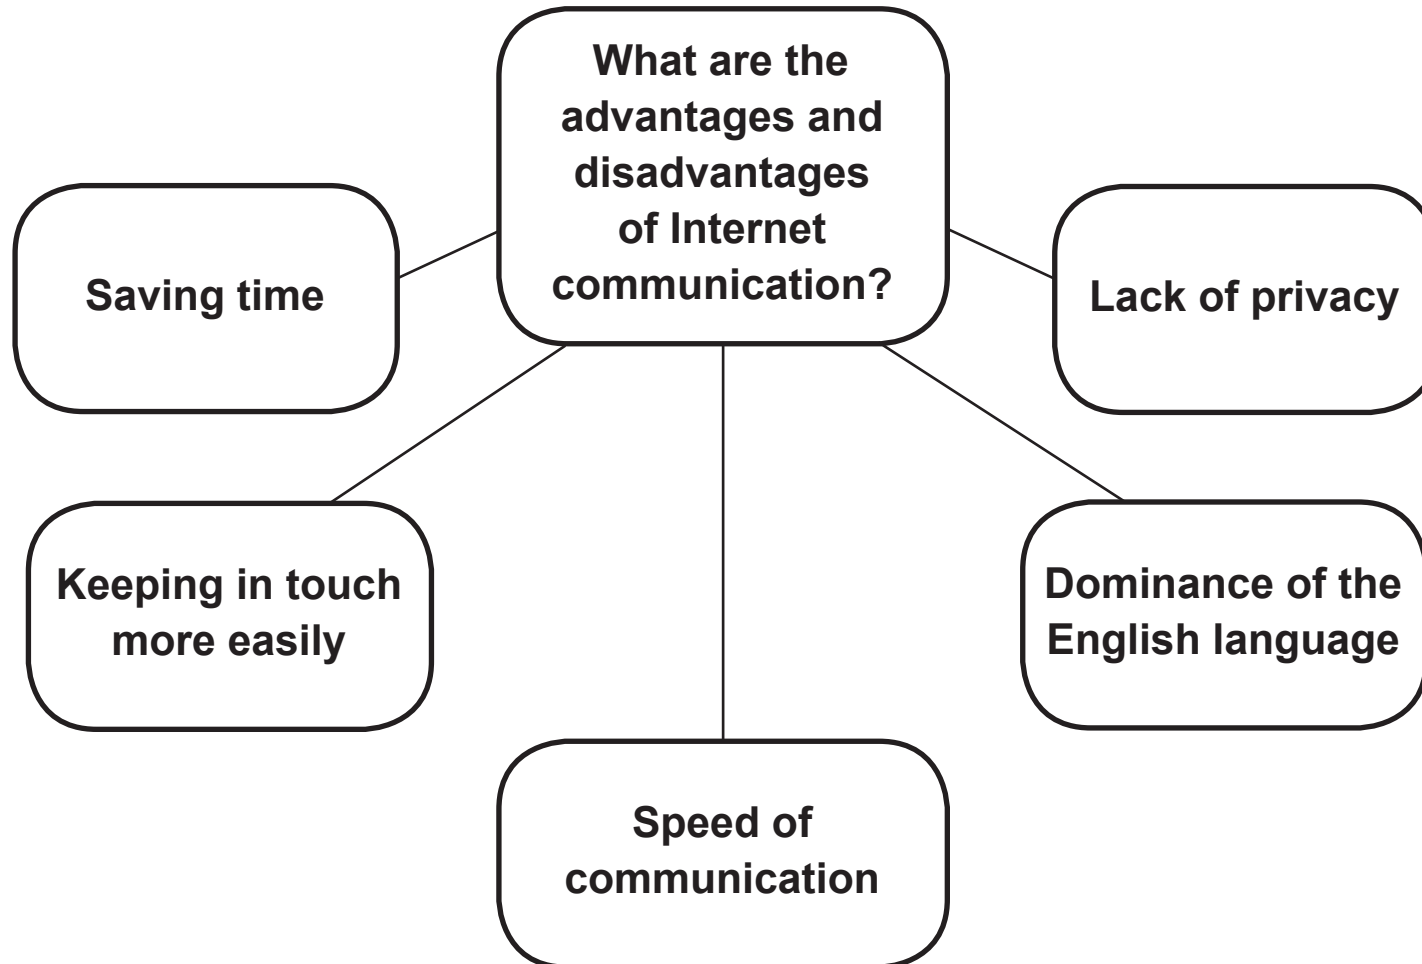 What are the
advantages and
disadvantages
of Internet
communication?
Saving time
Lack of privacy
Keeping in touch
more easily
Dominance of the
English language
Speed of
communication